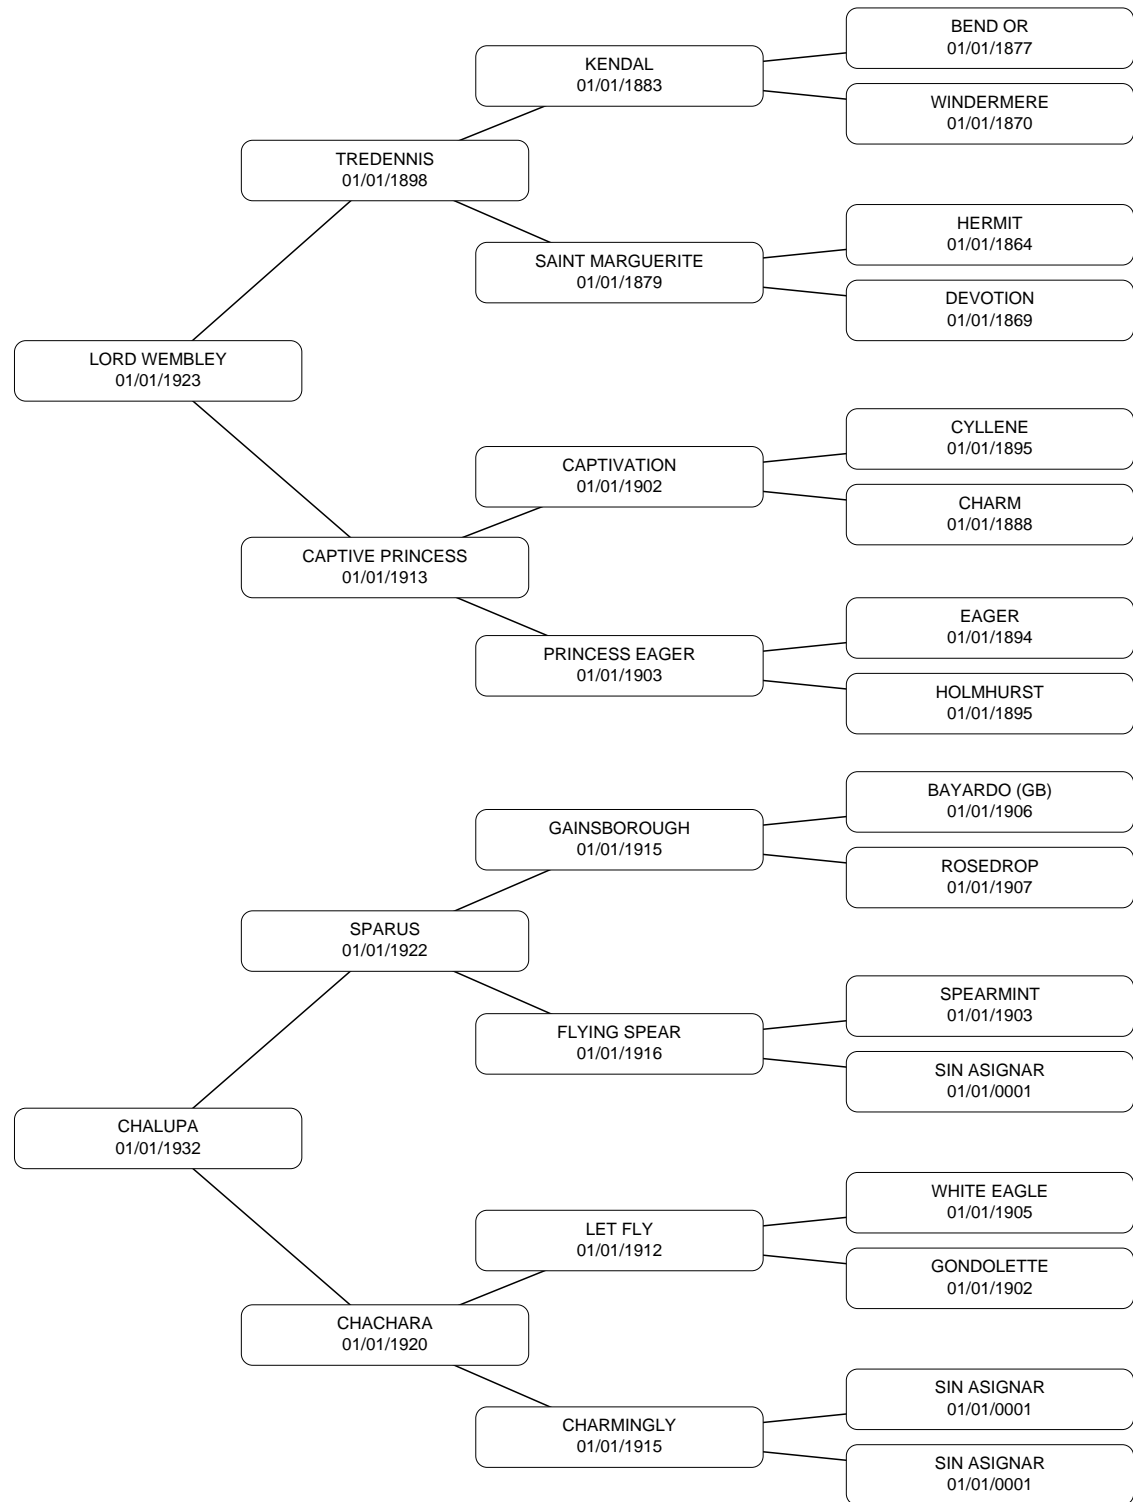 BEND OR
01/01/1877
KENDAL
01/01/1883
WINDERMERE
01/01/1870
TREDENNIS
01/01/1898
HERMIT
01/01/1864
SAINT MARGUERITE
01/01/1879
DEVOTION
01/01/1869
LORD WEMBLEY
01/01/1923
CYLLENE
01/01/1895
CAPTIVATION
01/01/1902
CHARM
01/01/1888
CAPTIVE PRINCESS
01/01/1913
EAGER
01/01/1894
PRINCESS EAGER
01/01/1903
HOLMHURST
01/01/1895
BAYARDO (GB)
01/01/1906
GAINSBOROUGH
01/01/1915
ROSEDROP
01/01/1907
SPARUS
01/01/1922
SPEARMINT
01/01/1903
FLYING SPEAR
01/01/1916
SIN ASIGNAR
01/01/0001
CHALUPA
01/01/1932
WHITE EAGLE
01/01/1905
LET FLY
01/01/1912
GONDOLETTE
01/01/1902
CHACHARA
01/01/1920
SIN ASIGNAR
01/01/0001
CHARMINGLY
01/01/1915
SIN ASIGNAR
01/01/0001